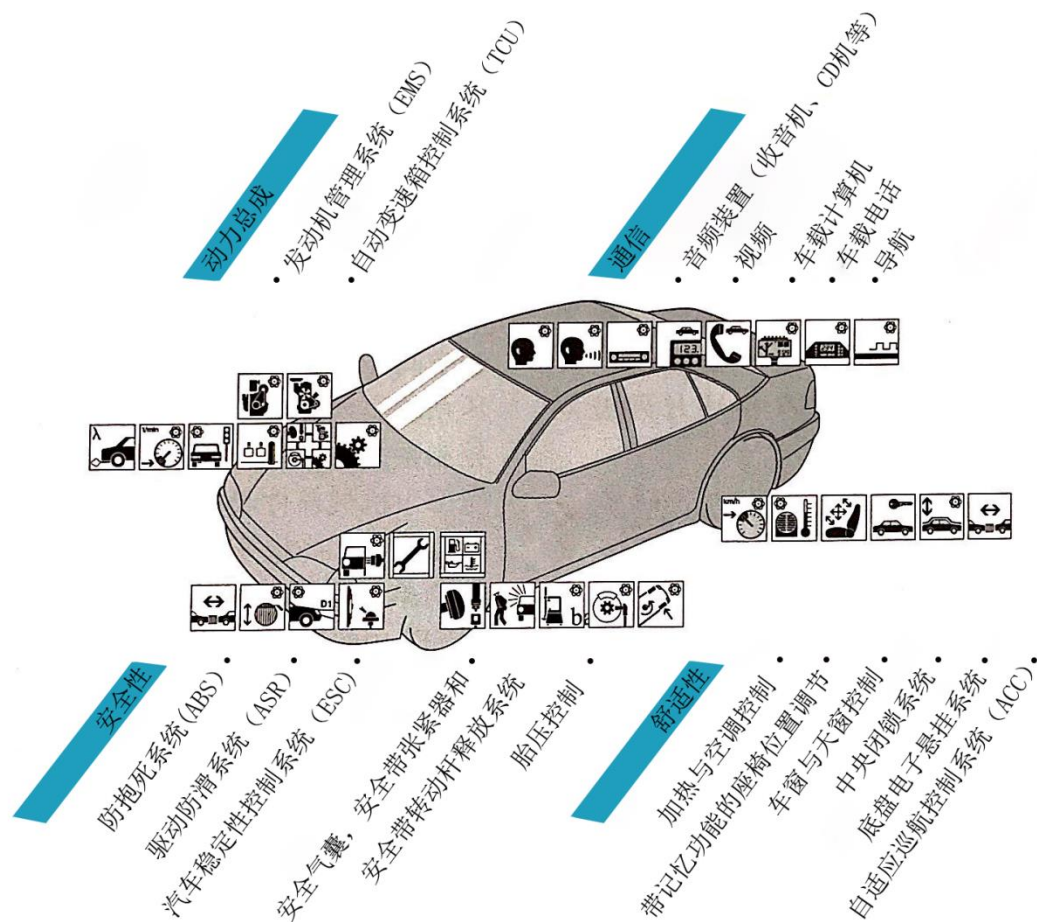 动力总成
发动机管理系统（EMS）
自动变速箱控制系统（TCU）
通信
音频装置（收音机、CD机等）
视频
车载计算机
车载电话
导航
λ
1/min
123.
km/h
D1
安全性
防抱死系统(ABS)
驱动防滑系统（ASR）
汽车稳定性控制系统（ESC）
安全气囊，安全带张紧器和
安全带转动杆释放系统
胎压控制
舒适性
加热与空调控制
带记忆功能的座椅位置调节
车窗与天窗控制
中央闭锁系统
底盘电子悬挂系统
自适应巡航控制系统（ACC）